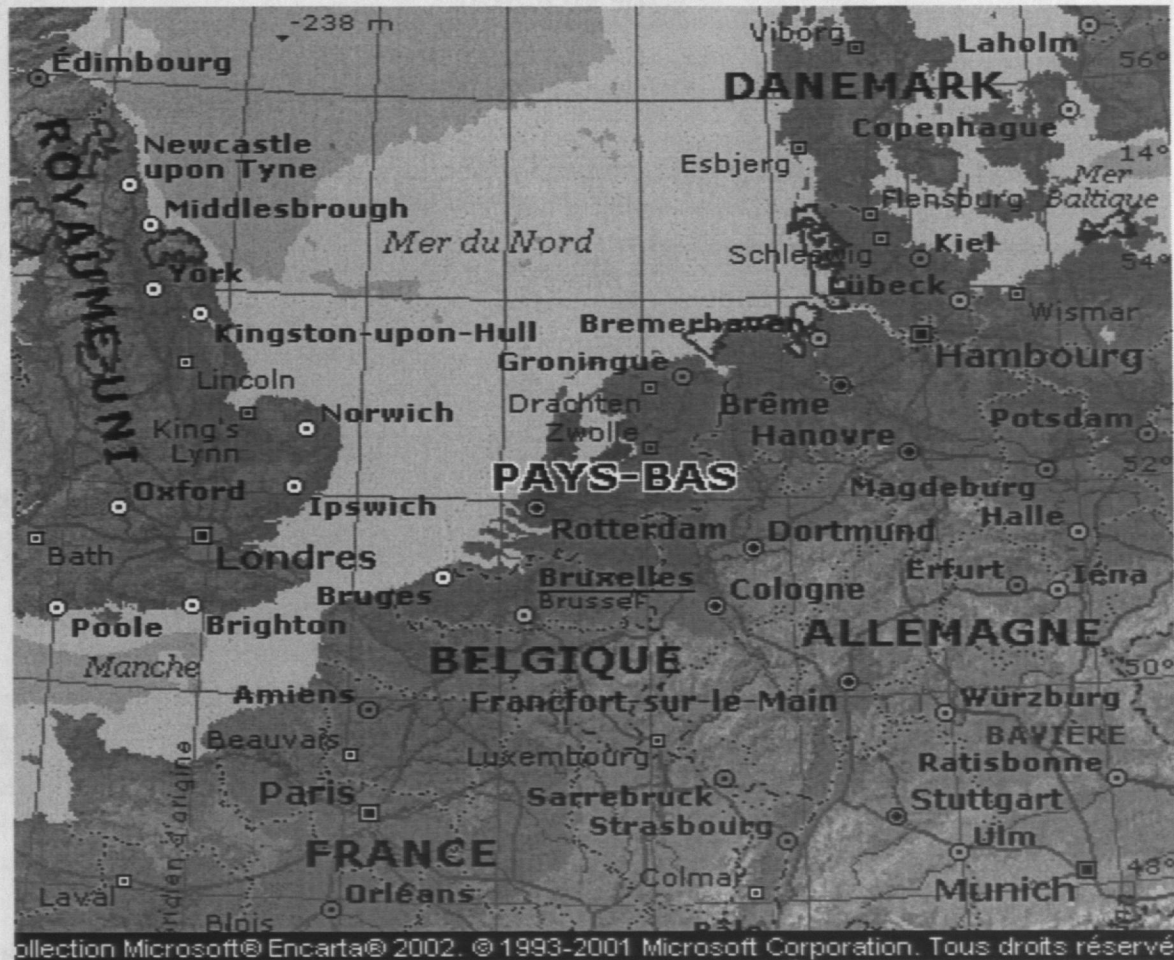 -238 m
Viborg
Laholm
Édimbourg
56°
DANEMARK
Copenhague
ROYAUME-UNI
Newcastle
upon Tyne
Esbjerg
14°
Mer
Baltique
Middlesbrough
Flensburg
Mer du Nord
Schleswig
Kiel
54°
York
Lübeck
Wismar
Kingston-upon-Hull
Bremerhaven
Hambourg
Groningue
Lincoln
Drachten
Brême
Norwich
Potsdam
King's
Lynn
Zwolle
Hanovre
52°
PAYS-BAS
Oxford
Ipswich
Magdeburg
Halle
Rotterdam
Dortmund
Bath
Londres
Bruxelles
Brussel
Erfurt
Iéna
Bruges
Cologne
Poole
Brighton
ALLEMAGNE
Manche
BELGIQUE
50°
Amiens
Francfort-sur-le-Main
Würzburg
Beauvais
Luxembourg
BAVIÈRE
Ratisbonne
Paris
Sarrebruck
Stuttgart
Strasbourg
Ulm
FRANCE
ridien d'origine
Colmar
48°
Munich
Laval
Orléans
Blois
Bâle
ollection Microsoft® Encarta® 2002. © 1993-2001 Microsoft Corporation. Tous droits réservé